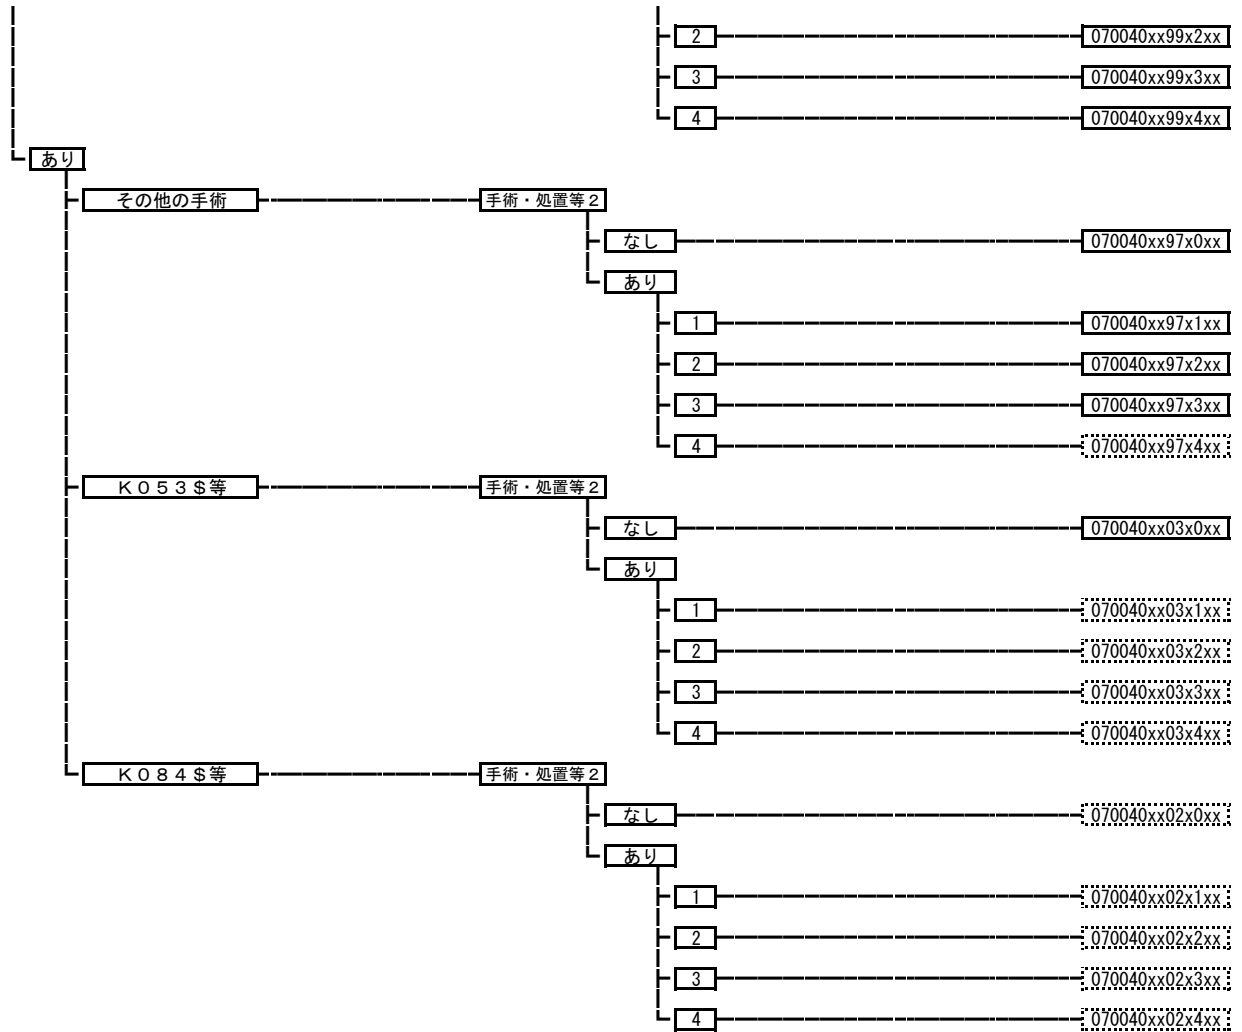 2 070040xx99x2xx
3 070040xx99x3xx
4 070040xx99x4xx
あり
その他の手術 手術・処置等２
なし 070040xx97x0xx
あり
1 070040xx97x1xx
2 070040xx97x2xx
3 070040xx97x3xx
4 070040xx97x4xx
Ｋ０５３＄等 手術・処置等２
なし 070040xx03x0xx
あり
1 070040xx03x1xx
2 070040xx03x2xx
3 070040xx03x3xx
4 070040xx03x4xx
Ｋ０８４＄等 手術・処置等２
なし 070040xx02x0xx
あり
1 070040xx02x1xx
2 070040xx02x2xx
3 070040xx02x3xx
4 070040xx02x4xx